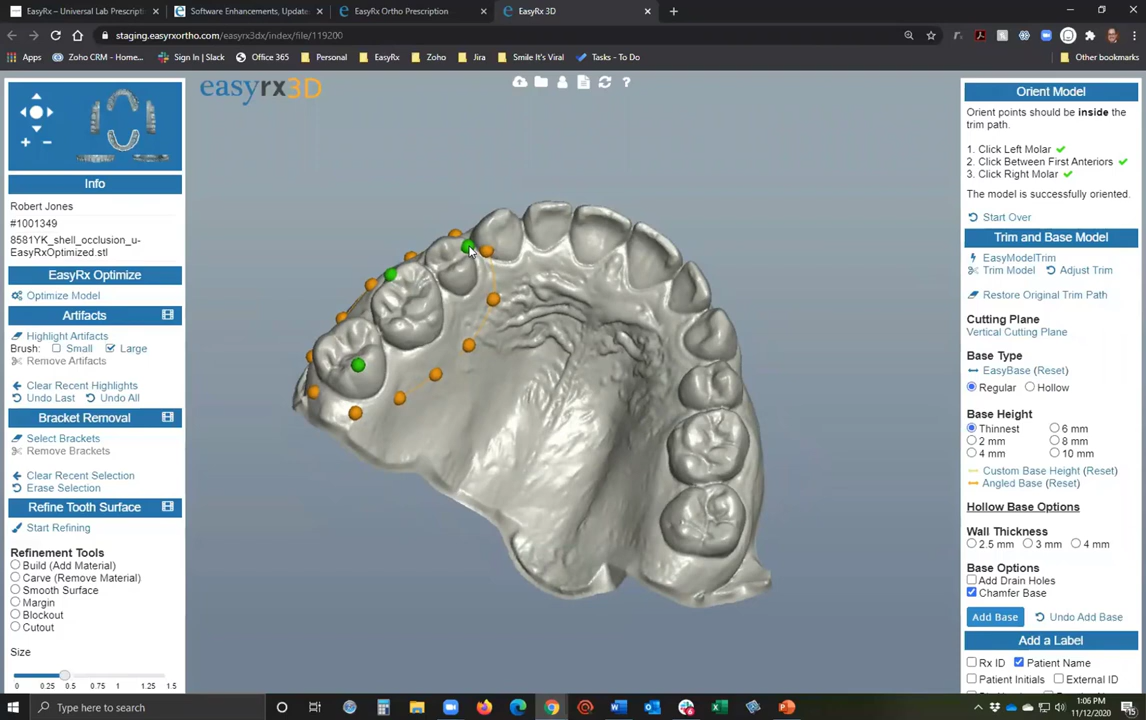 EasyRx – Universal Lab Prescripti
Software Enhancements, Update
EasyRx Ortho Prescription
EasyRx 3D
staging.easyrxortho.com/easyrx3dx/index/file/119200
Apps
Zoho CRM - Home...
Sign In | Slack
Office 365
Personal
EasyRx
Zoho
Jira
Smile It's Viral
Tasks - To Do
Other bookmarks
easyrx3D
Info
Robert Jones
#1001349
8581YK_shell_occlusion_u-
EasyRxOptimized.stl
EasyRx Optimize
Optimize Model
Artifacts
Highlight Artifacts
Brush: Small Large
Remove Artifacts
Clear Recent Highlights
Undo Last Undo All
Bracket Removal
Select Brackets
Remove Brackets
Clear Recent Selection
Erase Selection
Refine Tooth Surface
Start Refining
Refinement Tools
Build (Add Material)
Carve (Remove Material)
Smooth Surface
Margin
Blockout
Cutout
Size
0 0.25 0.5 0.75 1 1.25 1.5
Orient Model
Orient points should be inside the
trim path.
1. Click Left Molar
2. Click Between First Anteriors
3. Click Right Molar
The model is successfully oriented.
Start Over
Trim and Base Model
EasyModelTrim
Trim Model Adjust Trim
Restore Original Trim Path
Cutting Plane
Vertical Cutting Plane
Base Type
EasyBase (Reset)
Regular Hollow
Base Height
Thinnest 6 mm
2 mm 8 mm
4 mm 10 mm
Custom Base Height (Reset)
Angled Base (Reset)
Hollow Base Options
Wall Thickness
2.5 mm 3 mm 4 mm
Base Options
Add Drain Holes
Chamfer Base
Add Base Undo Add Base
Add a Label
Rx ID Patient Name
Patient Initials External ID
Type here to search
1:06 PM
11/12/2020